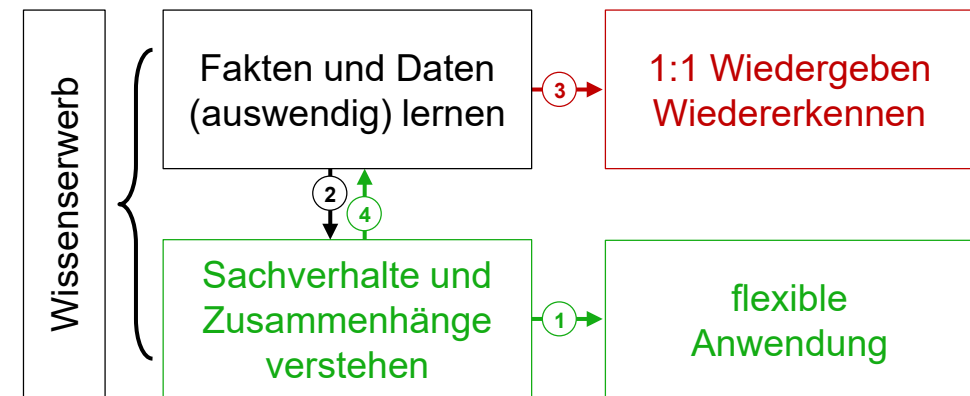 Wissenserwerb
Fakten und Daten
(auswendig) lernen
3
1:1 Wiedergeben
Wiedererkennen
2
4
Sachverhalte und
Zusammenhänge
verstehen
1
flexible
Anwendung